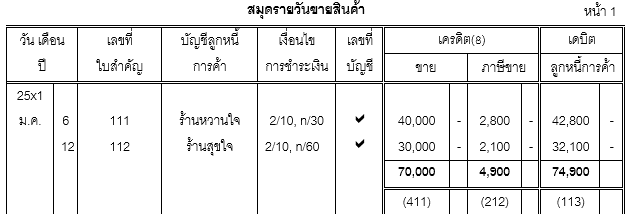 สมุดรายวันขายสินค้า
หน้า 1
วัน เดือน ปี เลขที่ ใบสำคัญ บัญชีลูกหนี้ การค้า เงื่อนไข การชำระเงิน เลขที่ บัญชี เครดิต(8) เดบิต
ขาย ภาษีขาย ลูกหนี้การค้า
25x1
ม.ค. 6 111 ร้านหวานใจ 2/10, n/30 ✔ 40,000 - 2,800 - 42,800 -
12 112 ร้านสุขใจ 2/10, n/60 ✔ 30,000 - 2,100 - 32,100 -
70,000 4,900 74,900
(411) (212) (113)